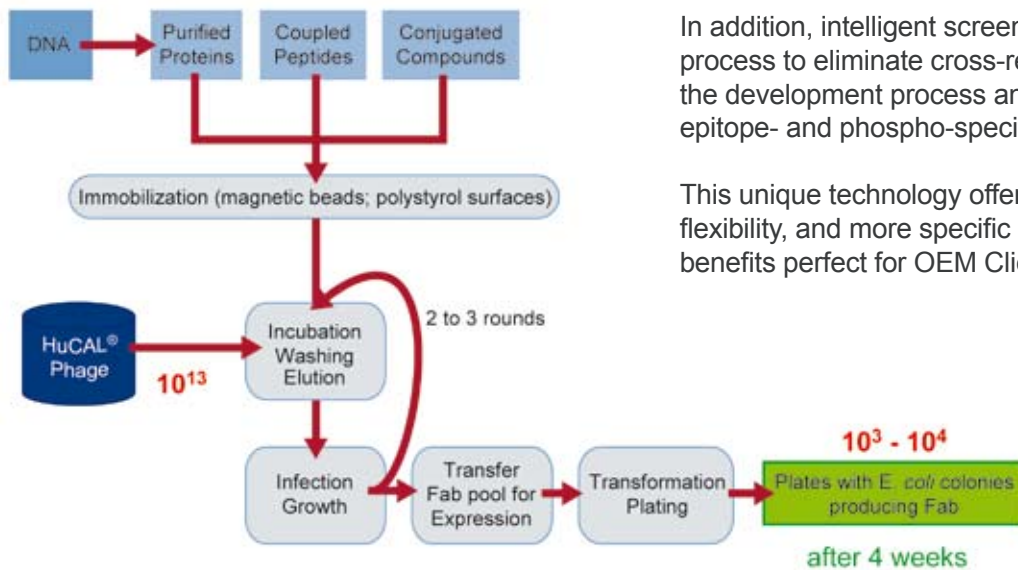 DNA
Purified
Proteins
Coupled
Peptides
Conjugated
Compounds
Immobilization (magnetic beads; polystyrol surfaces)
HuCAL®
Phage
10¹³
Incubation
Washing
Elution
2 to 3 rounds
Infection
Growth
Transfer
Fab pool for
Expression
Transformation
Plating
10³ - 10⁴
Plates with E. coli colonies
producing Fab
after 4 weeks
In addition, intelligent screen
process to eliminate cross-re
the development process an
epitope- and phospho-speci
This unique technology offer
flexibility, and more specific
benefits perfect for OEM Clie